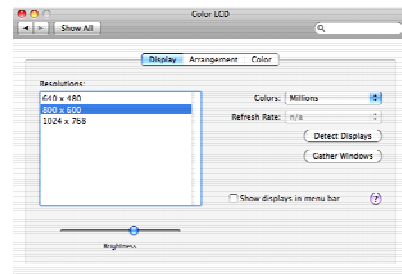 Color LCD
Show All
Display Arrangement Color
Resolutions:
640 x 480
800 x 600
1024 x 768
Colors: Millions
Refresh Rate: n/a
Detect Displays
Gather Windows
Show displays in menu bar
?
Brightness